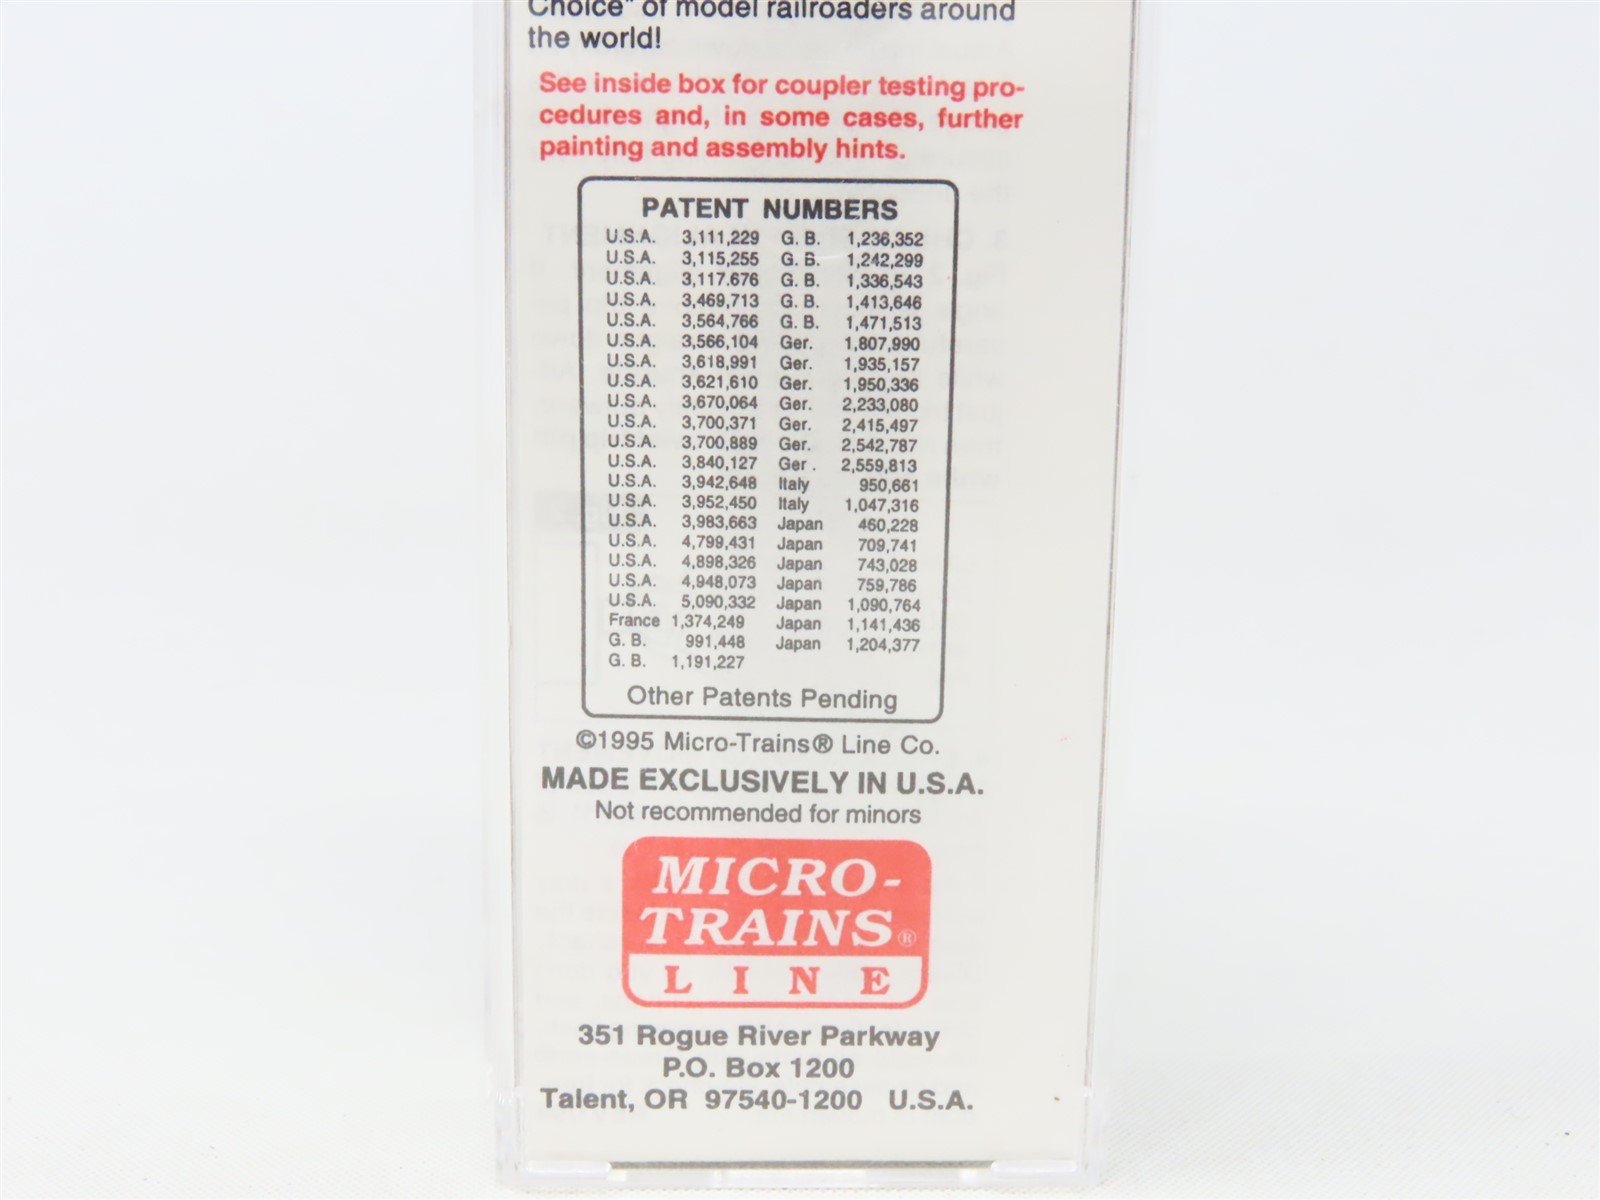 Choice" of model railroaders around
the world!
See inside box for coupler testing pro-
cedures and, in some cases, further
painting and assembly hints.
PATENT NUMBERS
U.S.A. 3,111,229 G. B. 1,236,352
U.S.A. 3,115,255 G. B. 1,242,299
U.S.A. 3,117.676 G. B. 1,336,543
U.S.A. 3,469,713 G. B. 1,413,646
U.S.A. 3,564,766 G. B. 1,471,513
U.S.A. 3,566,104 Ger. 1,807,990
U.S.A. 3,618,991 Ger. 1,935,157
U.S.A. 3,621,610 Ger. 1,950,336
U.S.A. 3,670,064 Ger. 2,233,080
U.S.A. 3,700,371 Ger. 2,415,497
U.S.A. 3,700,889 Ger. 2,542,787
U.S.A. 3,840,127 Ger . 2,559,813
U.S.A. 3,942,648 Italy 950,661
U.S.A. 3,952,450 Italy 1,047,316
U.S.A. 3,983,663 Japan 460,228
U.S.A. 4,799,431 Japan 709,741
U.S.A. 4,898,326 Japan 743,028
U.S.A. 4,948,073 Japan 759,786
U.S.A. 5,090,332 Japan 1,090,764
France 1,374,249 Japan 1,141,436
G. B. 991,448 Japan 1,204,377
G. B. 1,191,227
Other Patents Pending
©1995 Micro-Trains® Line Co.
MADE EXCLUSIVELY IN U.S.A.
Not recommended for minors
MICRO-
TRAINS®
LINE
351 Rogue River Parkway
P.O. Box 1200
Talent, OR 97540-1200 U.S.A.